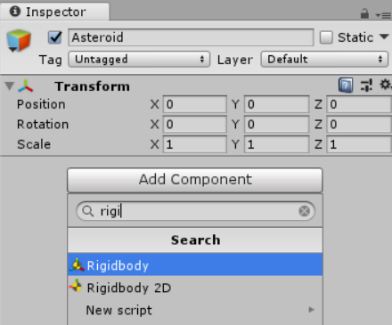 Inspector
Asteroid Static
Tag Untagged Layer Default
Transform
Position X 0 Y 0 Z 0
Rotation X 0 Y 0 Z 0
Scale X 1 Y 1 Z 1
Add Component
rigi
Search
Rigidbody
Rigidbody 2D
New script